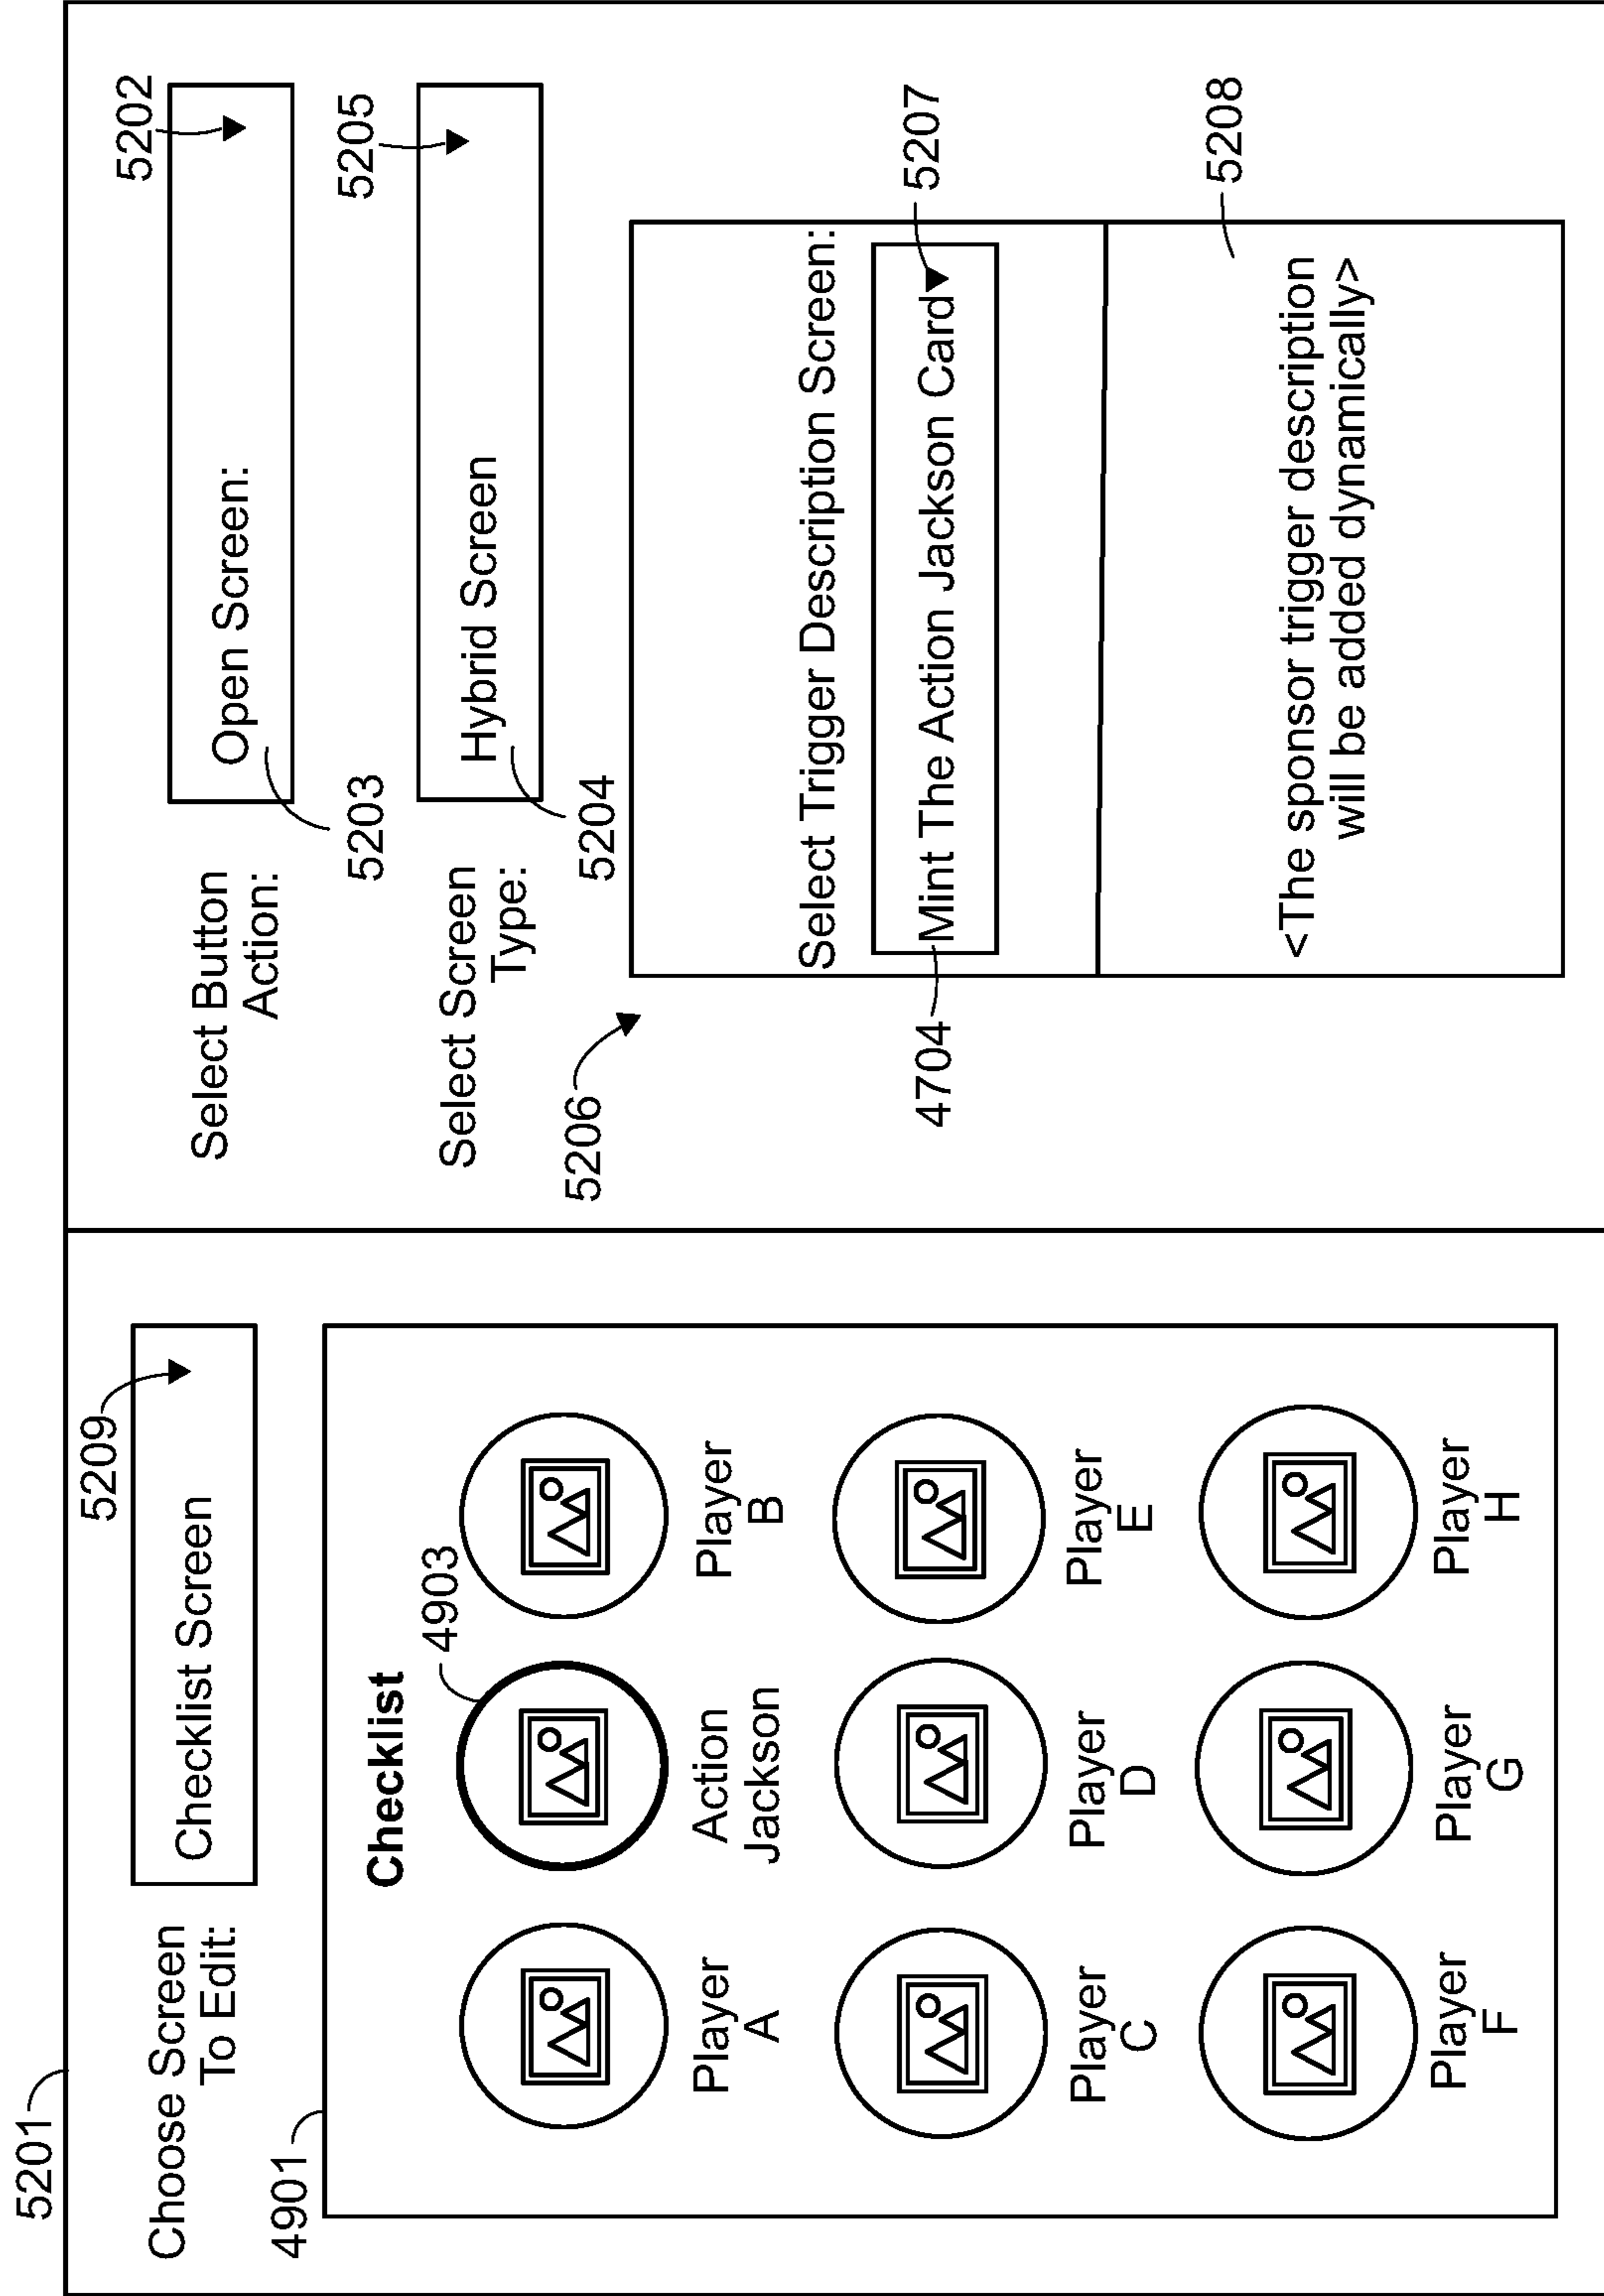 5201
Choose Screen
To Edit:
Checklist Screen
5209
4901
Checklist
4903
Player
A
Action
Jackson
Player
B
Player
C
Player
D
Player
E
Player
F
Player
G
Player
H
Select Button
Action:
Open Screen:
5202
5203
Select Screen
Type:
Hybrid Screen
5205
5204
5206
Select Trigger Description Screen:
4704
Mint The Action Jackson Card
5207
<The sponsor trigger description
will be added dynamically>
5208